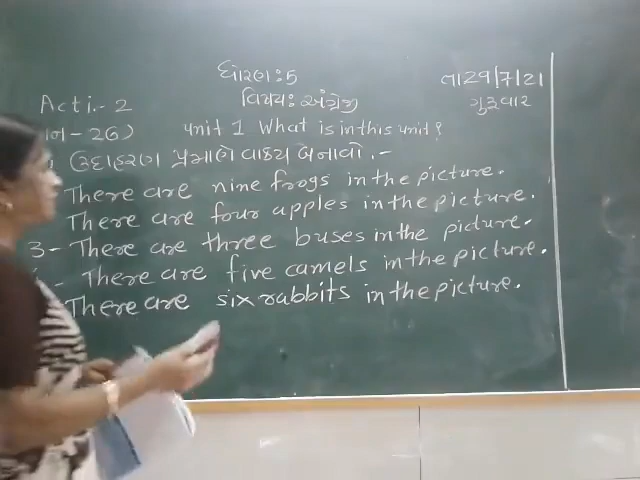 ધોરણ: 5
તા 29/7/21
વિષય: અંગ્રેજી
ગુરૂવાર
Acti.- 2
પાન - 26)
unit 1 What is in this unit?
ઉદાહરણ પ્રમાણે વાક્ય બનાવો.-
There are nine frogs in the picture.
There are four apples in the picture.
3- There are three buses in the picture.
- There are five camels in the picture.
There are six rabbits in the picture.